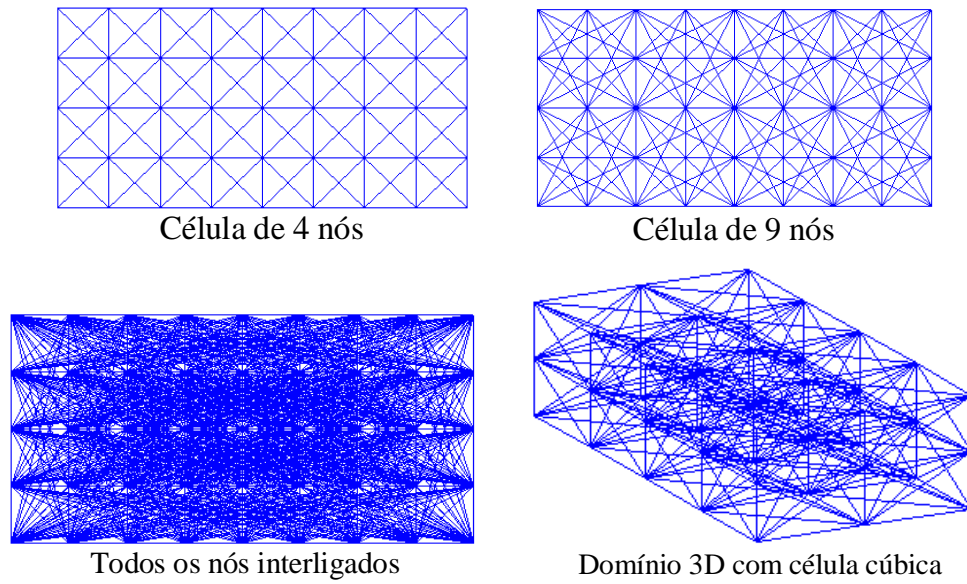 Célula de 4 nós
Célula de 9 nós
Todos os nós interligados
Domínio 3D com célula cúbica